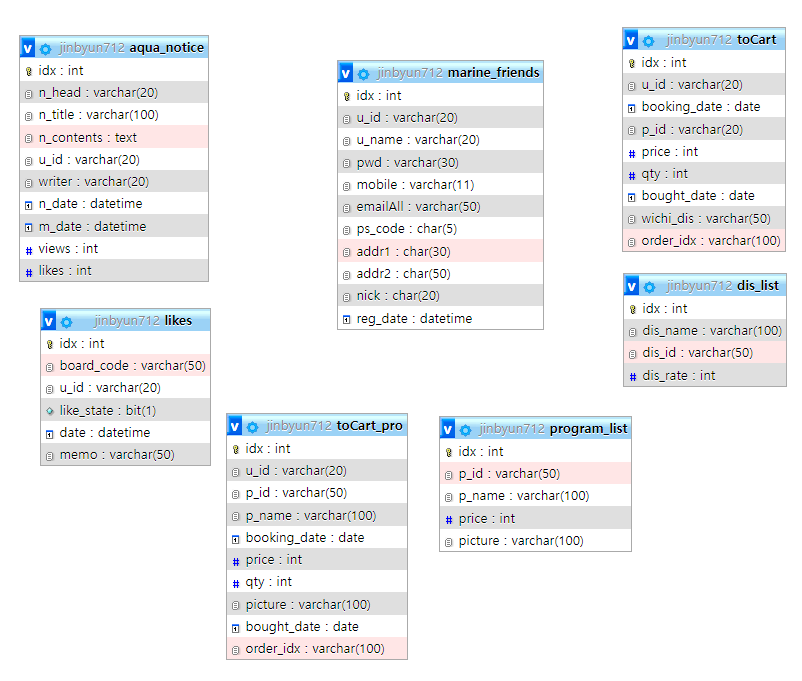 jinbyun712 aqua_notice
idx : int
n_head : varchar(20)
n_title : varchar(100)
n_contents : text
u_id : varchar(20)
writer : varchar(20)
n_date : datetime
m_date : datetime
views : int
likes : int
jinbyun712 marine_friends
idx : int
u_id : varchar(20)
u_name : varchar(20)
pwd : varchar(30)
mobile : varchar(11)
emailAll : varchar(50)
ps_code : char(5)
addr1 : char(30)
addr2 : char(50)
nick : char(20)
reg_date : datetime
jinbyun712 toCart
idx : int
u_id : varchar(20)
booking_date : date
p_id : varchar(20)
price : int
qty : int
bought_date : date
wichi_dis : varchar(50)
order_idx : varchar(100)
jinbyun712 dis_list
idx : int
dis_name : varchar(100)
dis_id : varchar(50)
dis_rate : int
jinbyun712 likes
idx : int
board_code : varchar(50)
u_id : varchar(20)
like_state : bit(1)
date : datetime
memo : varchar(50)
jinbyun712 toCart_pro
idx : int
u_id : varchar(20)
p_id : varchar(50)
p_name : varchar(100)
booking_date : date
price : int
qty : int
picture : varchar(100)
bought_date : date
order_idx : varchar(100)
jinbyun712 program_list
idx : int
p_id : varchar(50)
p_name : varchar(100)
price : int
picture : varchar(100)